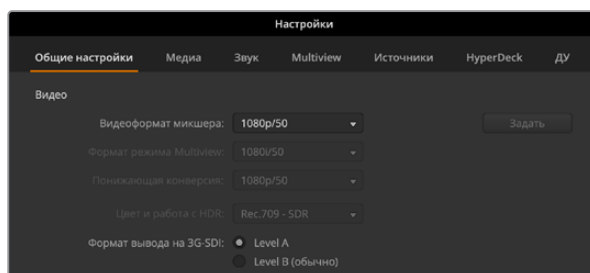 Настройки
Общие настройки Медиа Звук Multiview Источники HyperDeck ДУ
Видео
Видеоформат микшера: 1080p/50 Задать
Формат режима Multiview: 1080i/50
Понижающая конверсия: 1080p/50
Цвет и работа с HDR: Rec.709 - SDR
Формат вывода на 3G-SDI: Level A
Level B (обычно)